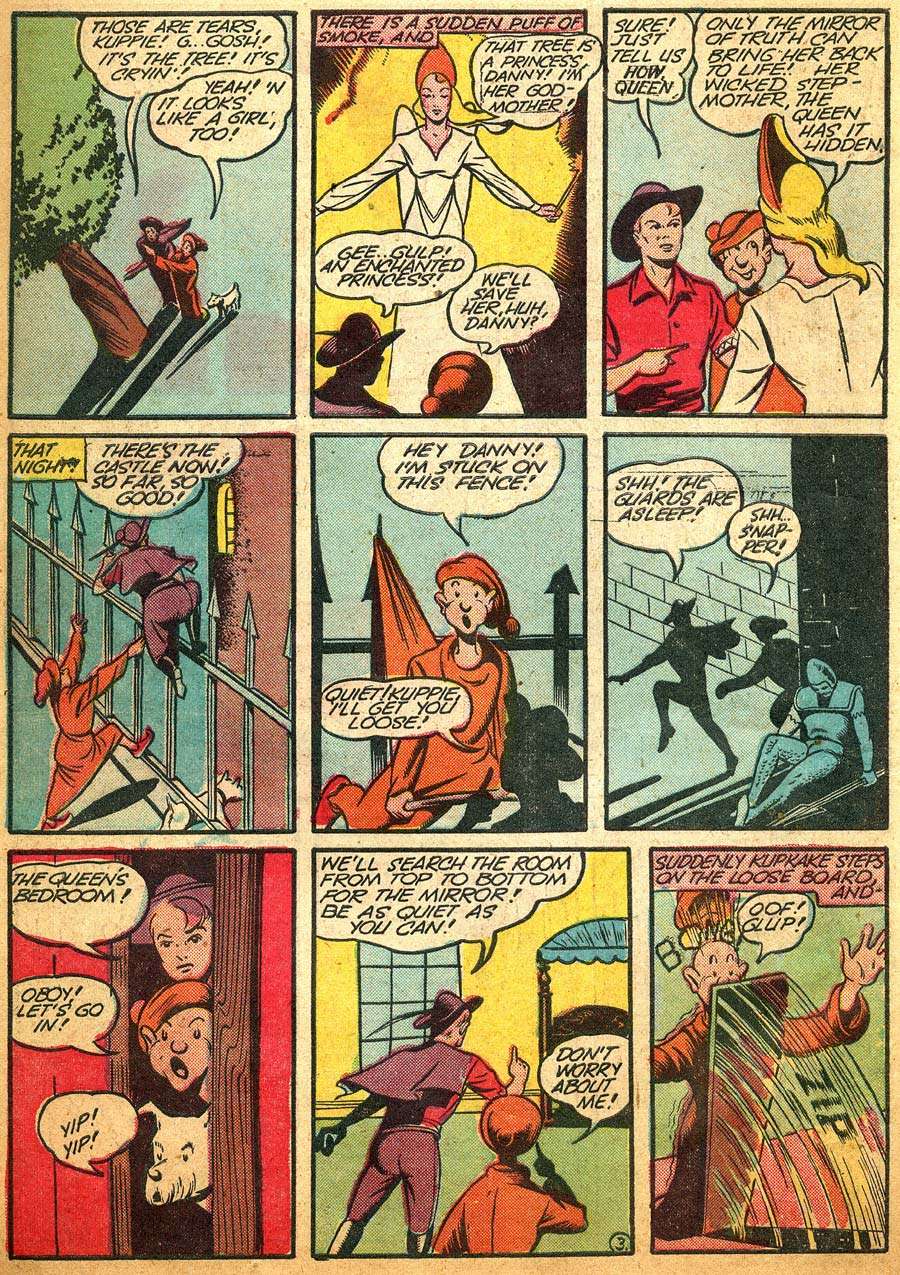 THOSE ARE TEARS,
KUPPIE! G..GOSH!
IT'S THE TREE! IT'S
CRYIN'!
YEAH! 'N
IT LOOKS
LIKE A GIRL,
TOO!
THERE IS A SUDDEN PUFF OF
SMOKE, AND
THAT TREE IS
A PRINCESS,
DANNY! I'M
HER GOD-
MOTHER!
GEE..GULP!
AN ENCHANTED
PRINCESS!
WE'LL
SAVE
HER, HUH,
DANNY?
SURE!
JUST
TELL US
HOW,
QUEEN.
ONLY THE MIRROR
OF TRUTH CAN
BRING HER BACK
TO LIFE! HER
WICKED STEP-
MOTHER, THE
QUEEN
HAS IT
HIDDEN.
THAT
NIGHT!
THERE'S THE
CASTLE NOW!
SO FAR, SO
GOOD!
HEY DANNY!
I'M STUCK ON
THIS FENCE!
QUIET! KUPPIE,
I'LL GET YOU
LOOSE!
SHH! THE
GUARDS ARE
ASLEEP!
SHH...
SNAP-
PER!
THE QUEEN'S
BEDROOM!
OBOY!
LET'S GO
IN!
YIP!
YIP!
WE'LL SEARCH THE ROOM
FROM TOP TO BOTTOM
FOR THE MIRROR!
BE AS QUIET AS
YOU CAN!
DON'T
WORRY
ABOUT
ME!
3
SUDDENLY KUPKAKE STEPS
ON THE LOOSE BOARD,
AND-
BONG
OOF!
GLUP!
ZIP